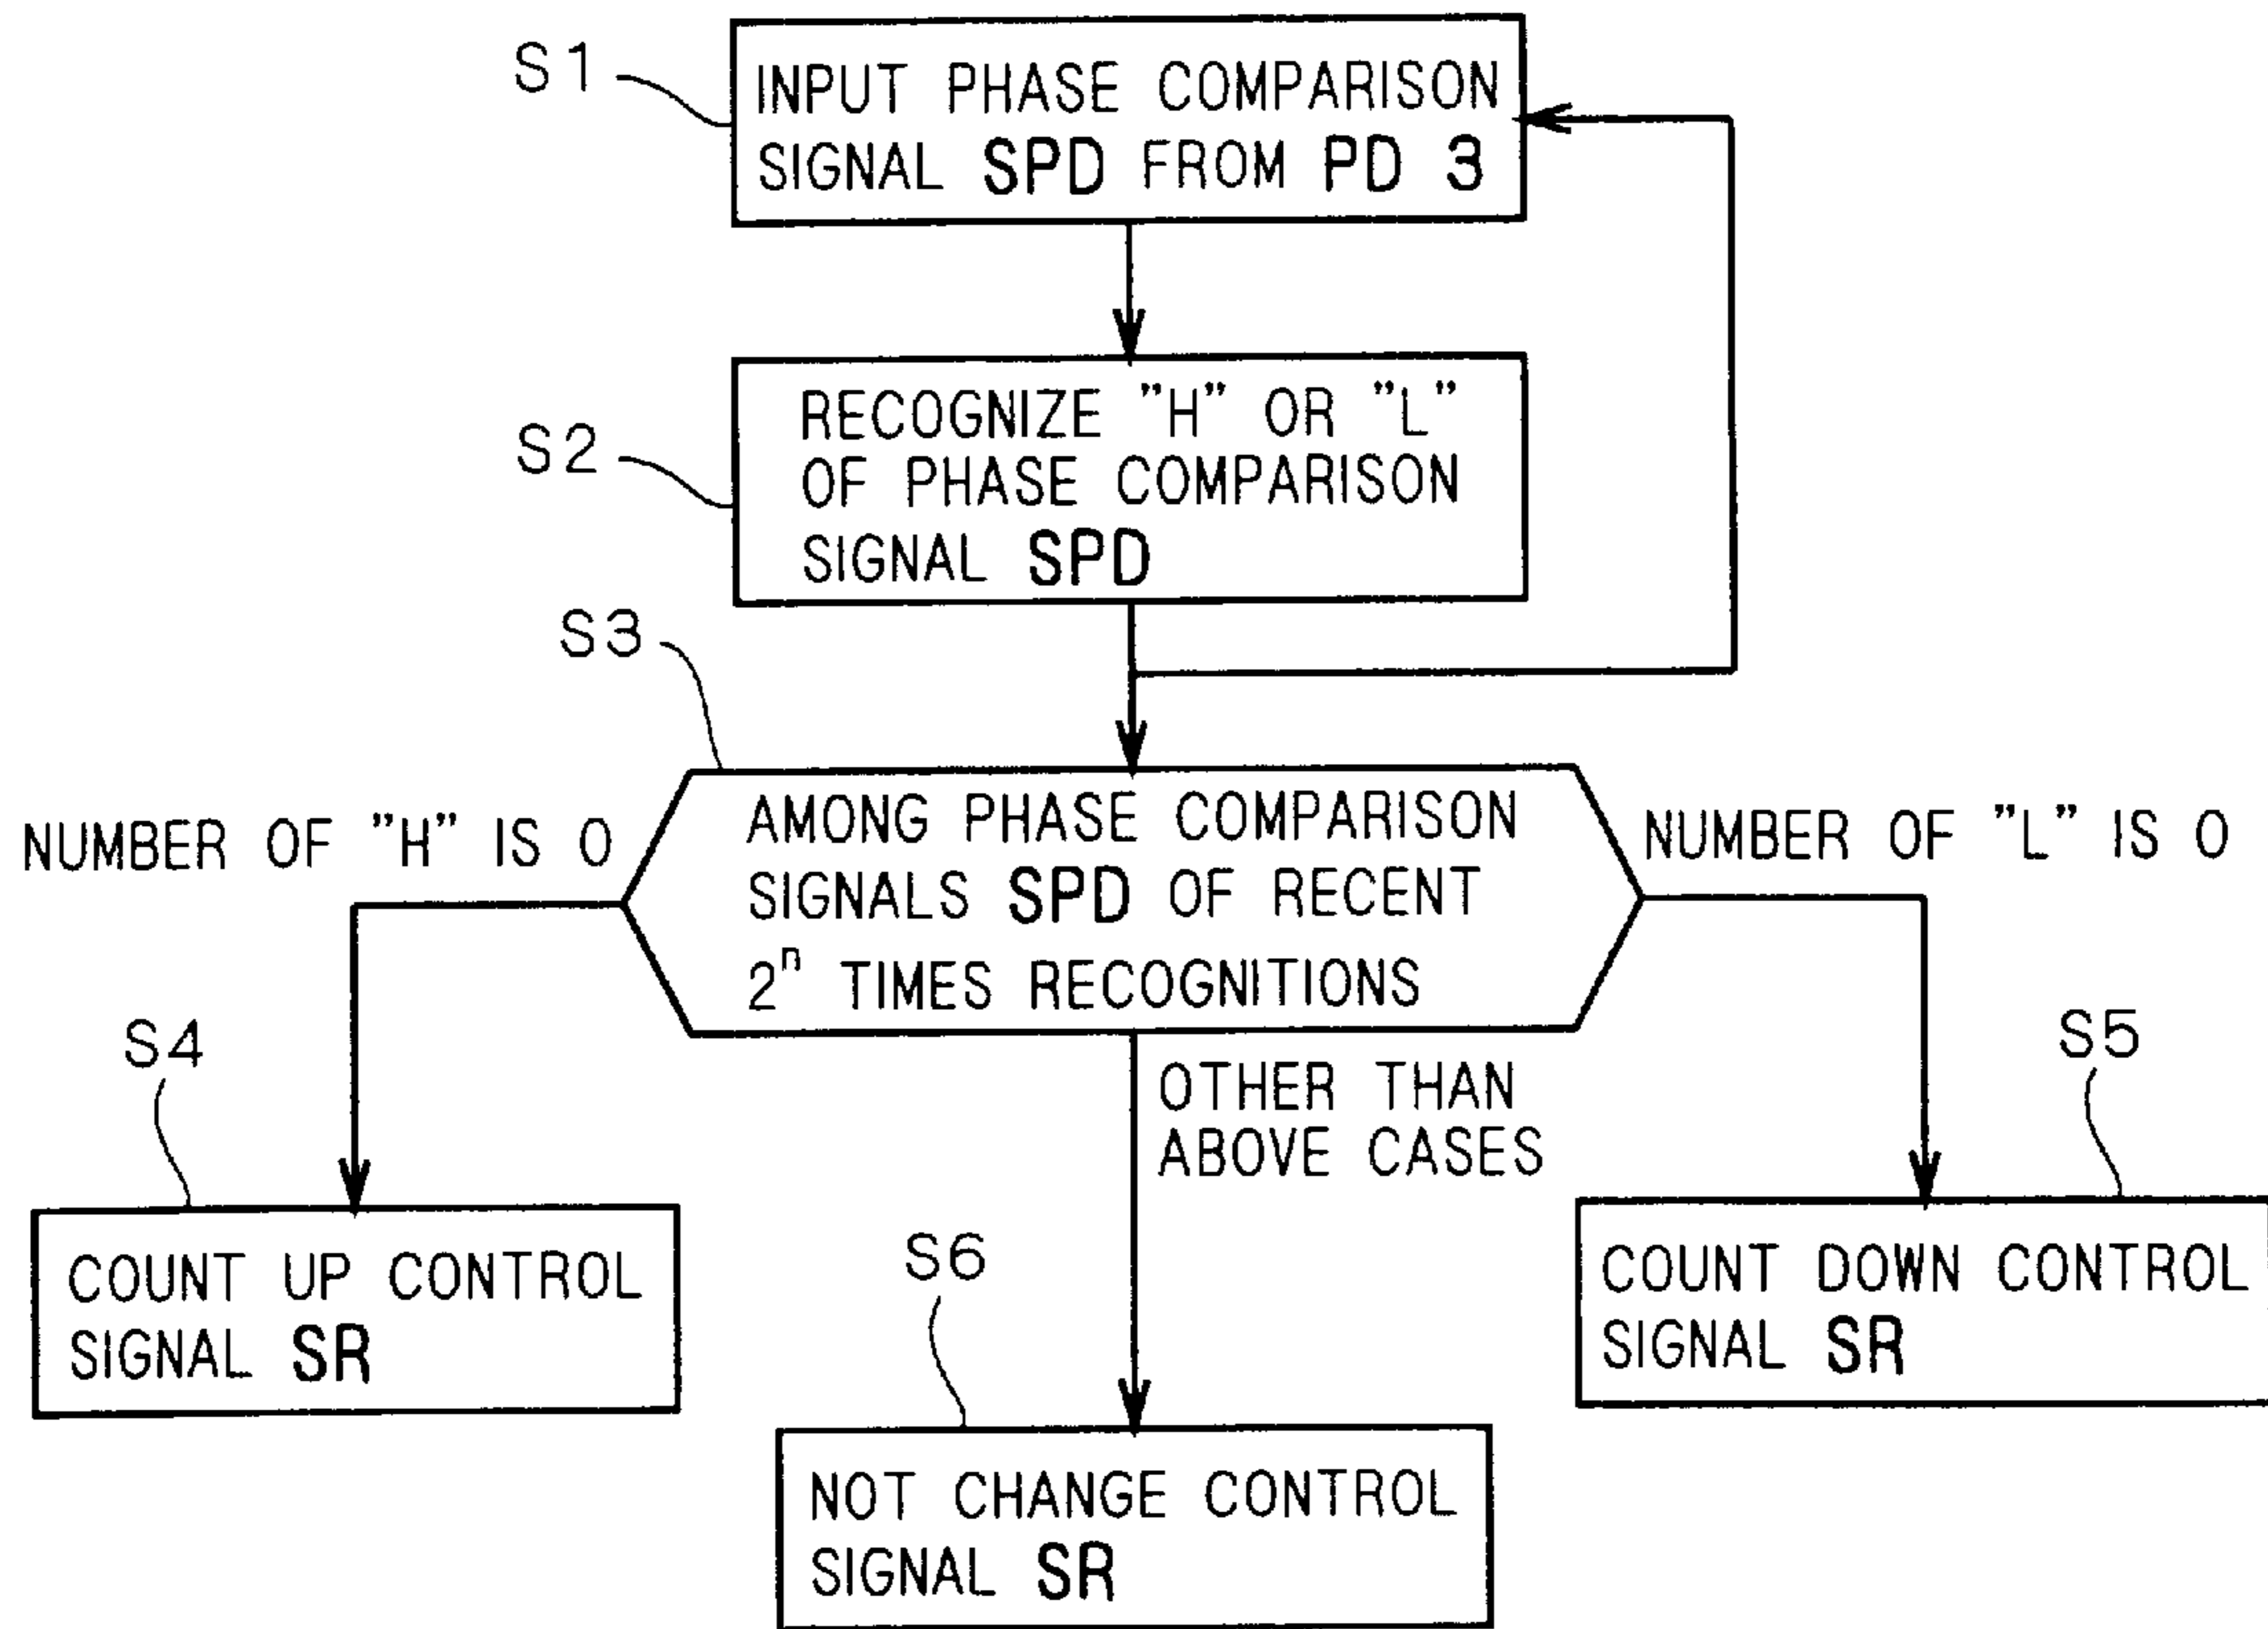 S1
INPUT PHASE COMPARISON
SIGNAL SPD FROM PD 3
S2
RECOGNIZE "H" OR "L"
OF PHASE COMPARISON
SIGNAL SPD
S3
NUMBER OF "H" IS 0
AMONG PHASE COMPARISON
SIGNALS SPD OF RECENT
2ⁿ TIMES RECOGNITIONS
NUMBER OF "L" IS 0
OTHER THAN
ABOVE CASES
S4
COUNT UP CONTROL
SIGNAL SR
S5
COUNT DOWN CONTROL
SIGNAL SR
S6
NOT CHANGE CONTROL
SIGNAL SR